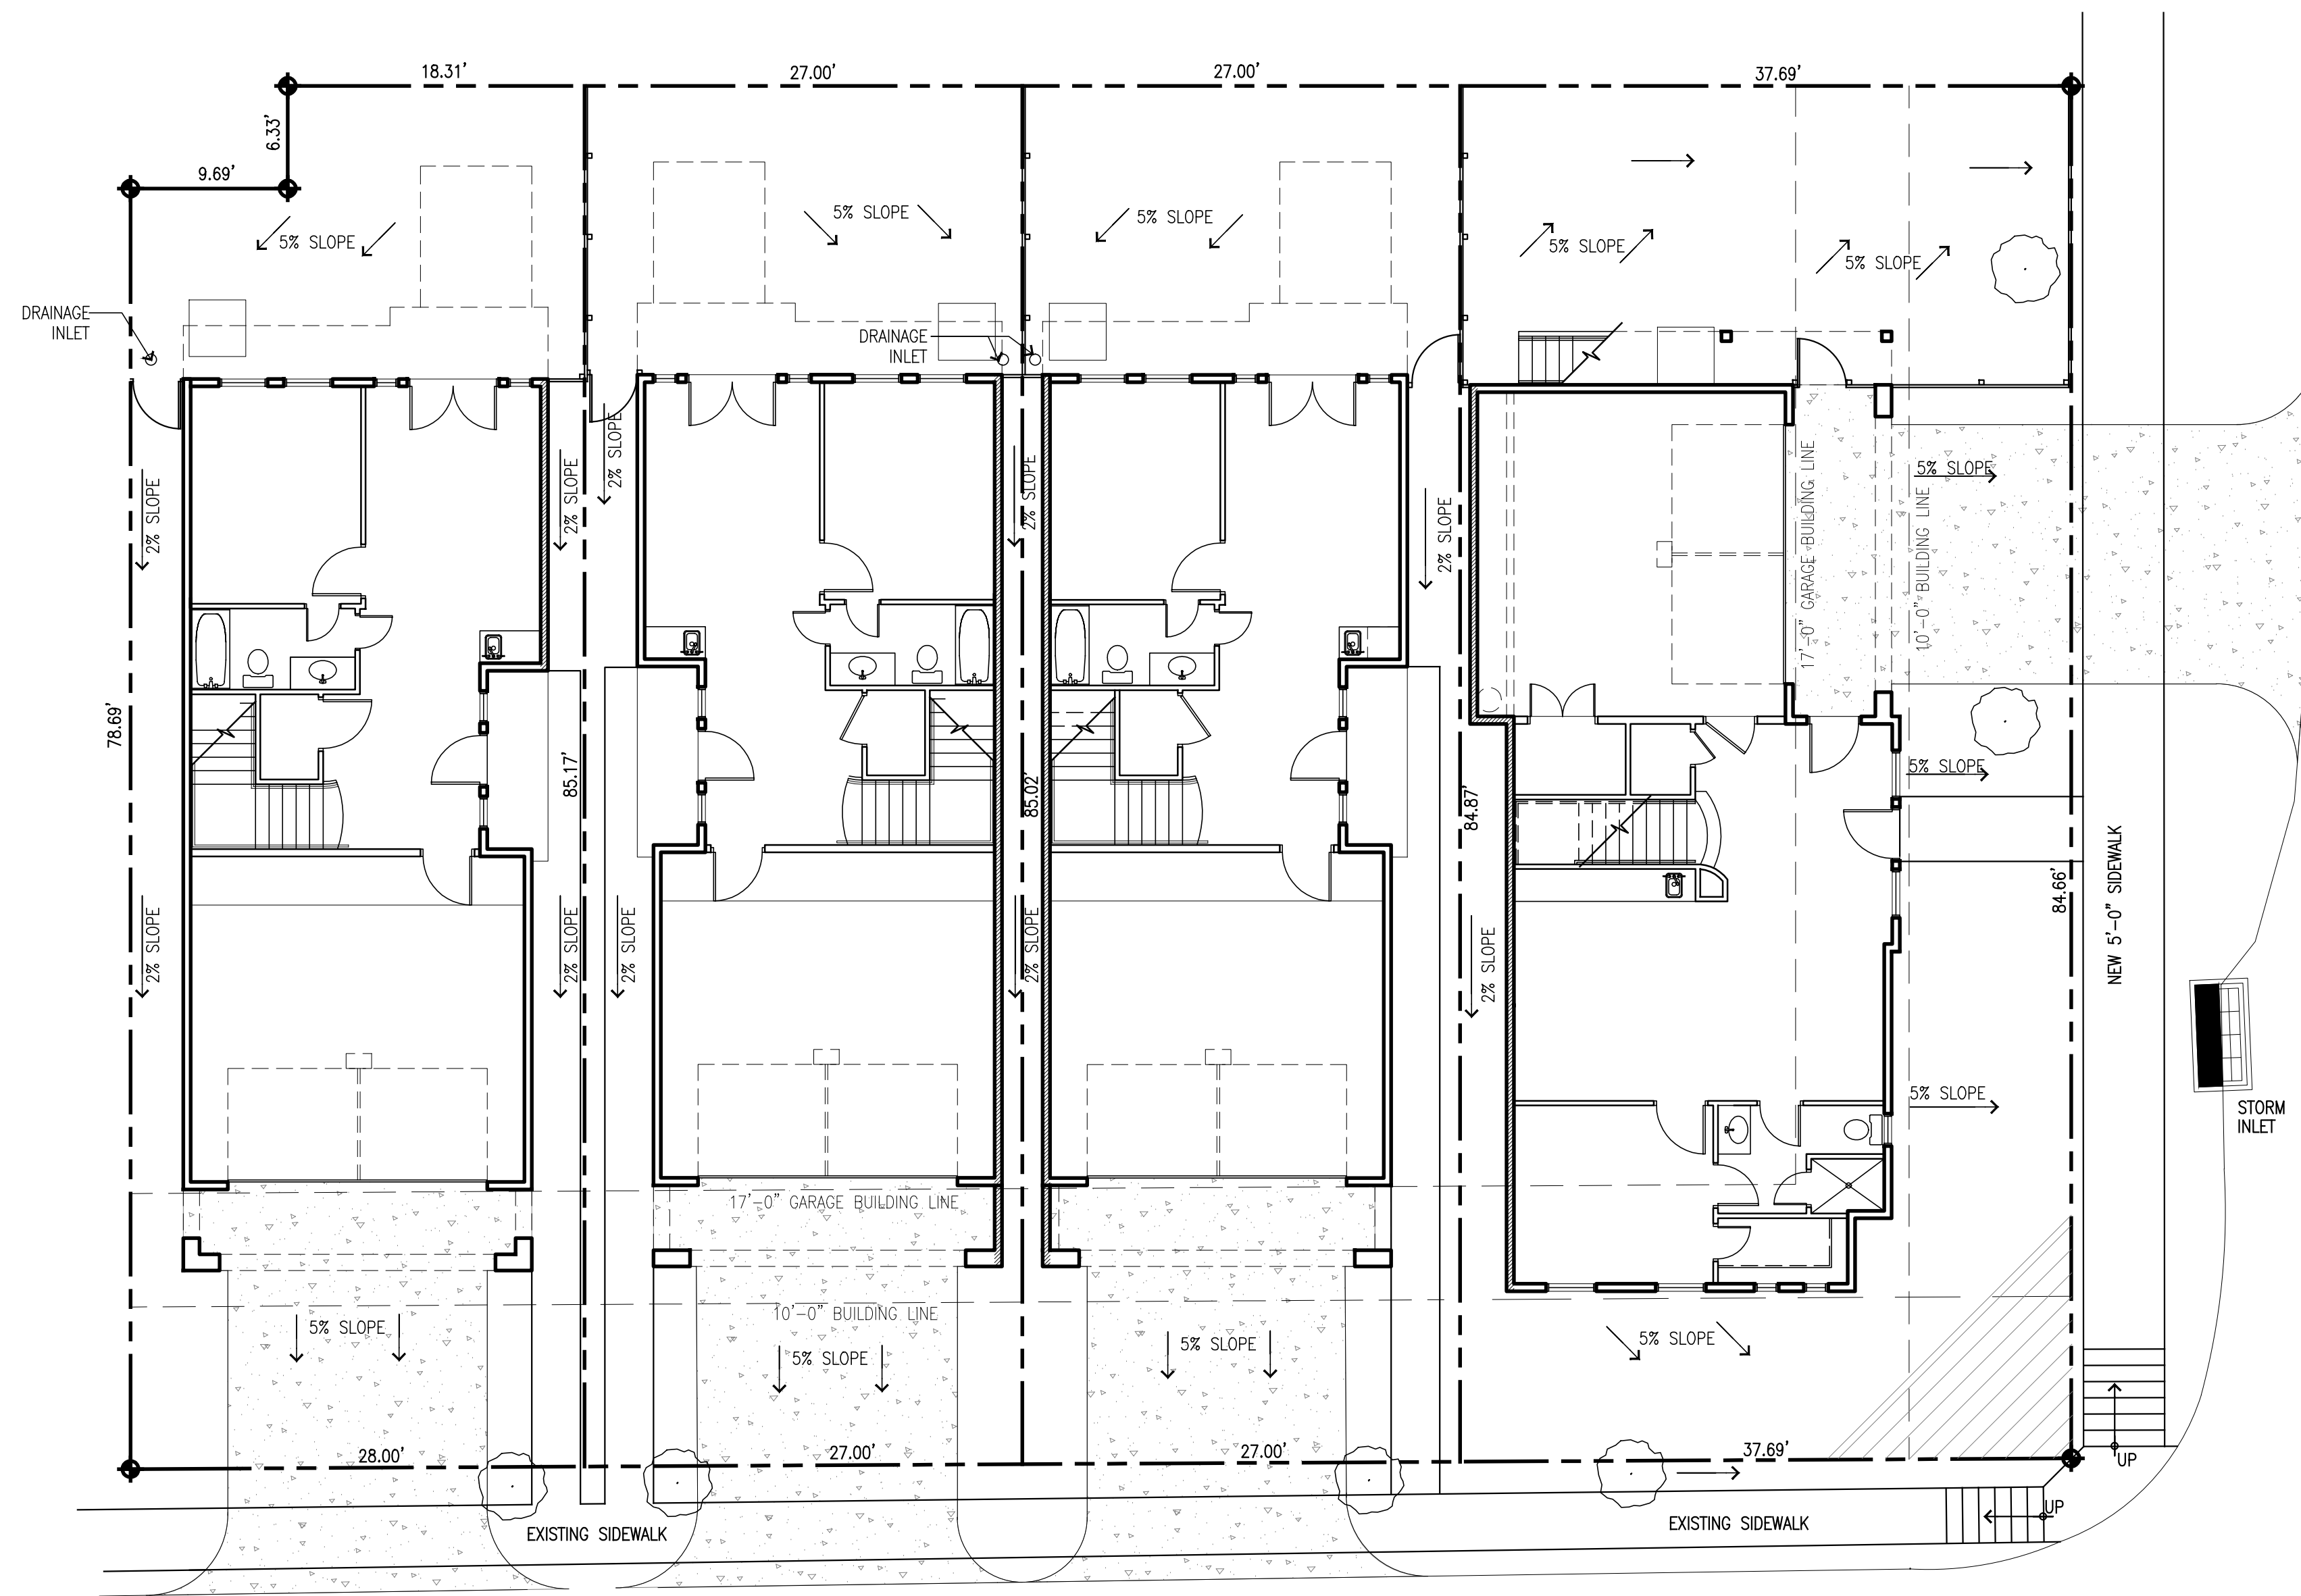 18.31'
27.00'
27.00'
37.69'
6.33'
9.69'
5% SLOPE
5% SLOPE
5% SLOPE
5% SLOPE
5% SLOPE
DRAINAGE
INLET
DRAINAGE
INLET
2% SLOPE
2% SLOPE
2% SLOPE
2% SLOPE
2% SLOPE
17'-0" GARAGE BUILDING LINE
5% SLOPE
10'-0" BUILDING LINE
78.69'
85.17'
85.02'
84.87'
5% SLOPE
84.66'
NEW 5'-0" SIDEWALK
2% SLOPE
2% SLOPE
2% SLOPE
2% SLOPE
2% SLOPE
5% SLOPE
STORM
INLET
17'-0" GARAGE BUILDING LINE
10'-0" BUILDING LINE
5% SLOPE
5% SLOPE
5% SLOPE
5% SLOPE
28.00'
27.00'
27.00'
37.69'
UP
UP
EXISTING SIDEWALK
EXISTING SIDEWALK